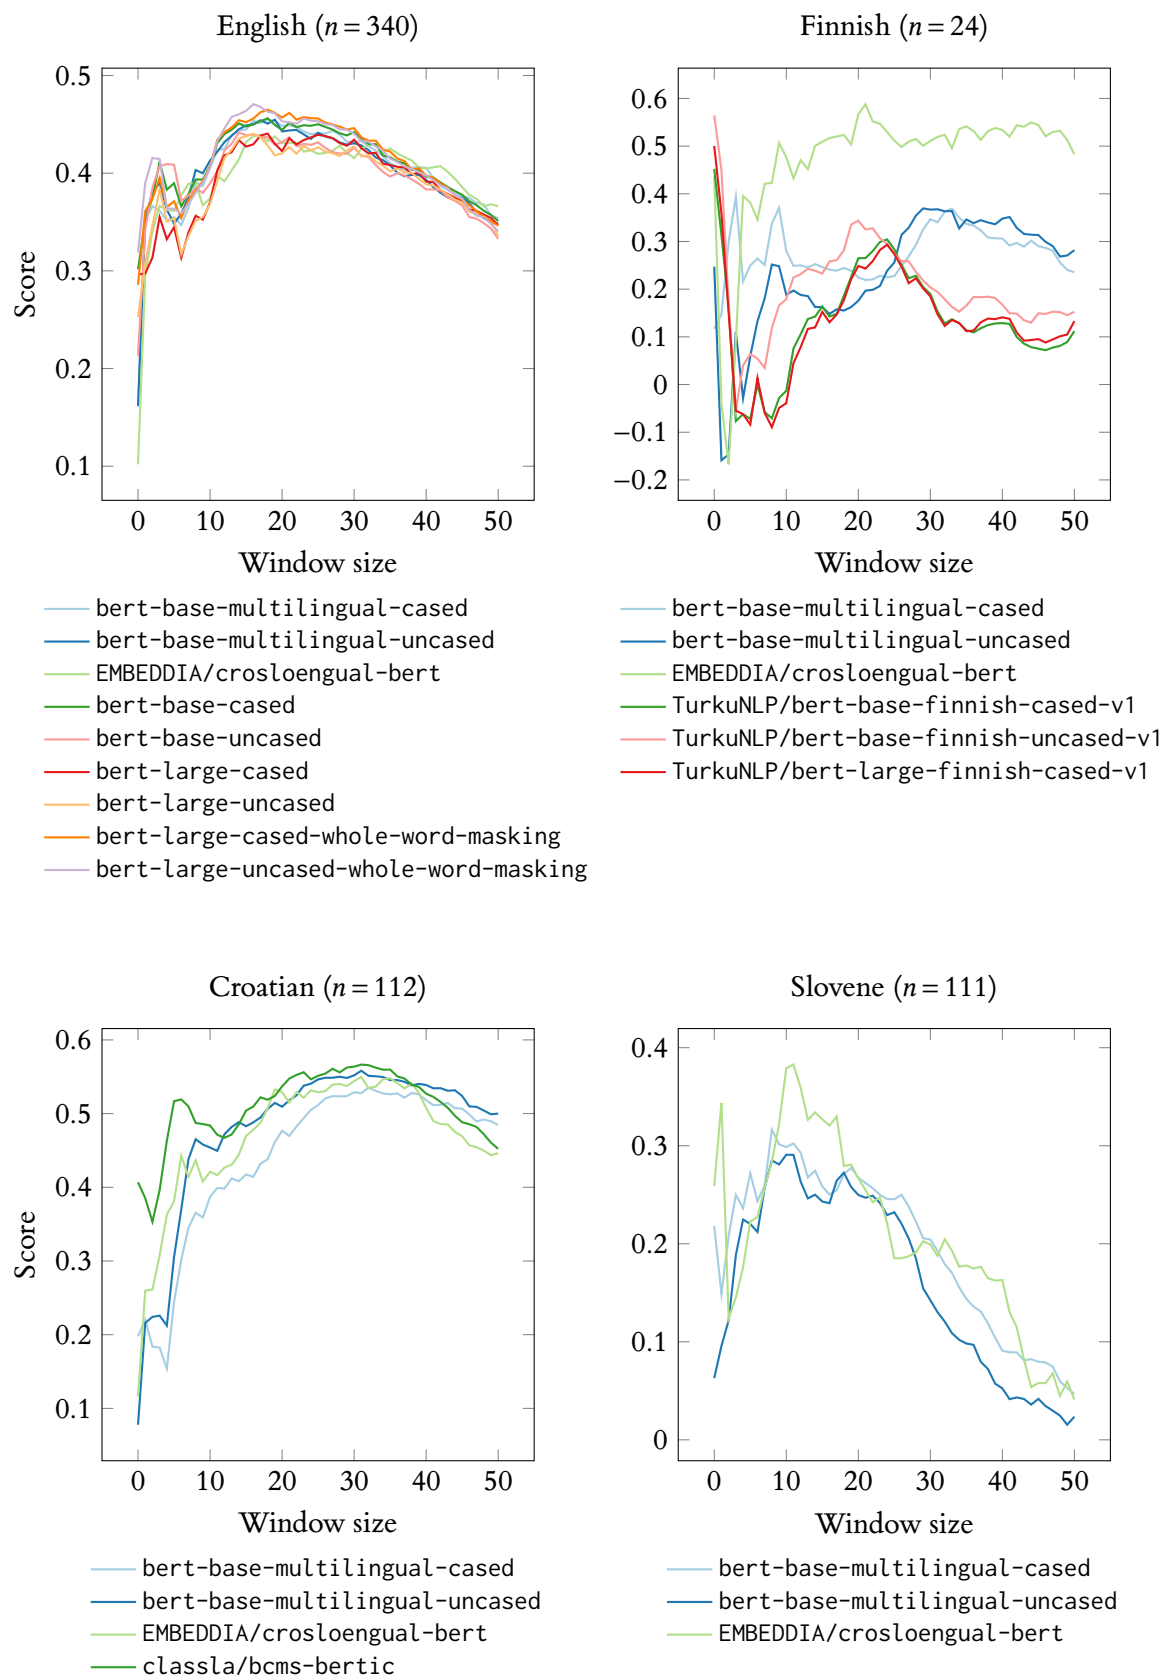 English (n = 340)
Score
0.5
0.4
0.3
0.2
0.1
0 10 20 30 40 50
Window size
bert-base-multilingual-cased
bert-base-multilingual-uncased
EMBEDDIA/crosloengual-bert
bert-base-cased
bert-base-uncased
bert-large-cased
bert-large-uncased
bert-large-cased-whole-word-masking
bert-large-uncased-whole-word-masking
Finnish (n = 24)
0.6
0.5
0.4
0.3
0.2
0.1
0
−0.1
−0.2
0 10 20 30 40 50
Window size
bert-base-multilingual-cased
bert-base-multilingual-uncased
EMBEDDIA/crosloengual-bert
TurkuNLP/bert-base-finnish-cased-v1
TurkuNLP/bert-base-finnish-uncased-v1
TurkuNLP/bert-large-finnish-cased-v1
Croatian (n = 112)
Score
0.6
0.5
0.4
0.3
0.2
0.1
0 10 20 30 40 50
Window size
bert-base-multilingual-cased
bert-base-multilingual-uncased
EMBEDDIA/crosloengual-bert
classla/bcms-bertic
Slovene (n = 111)
0.4
0.3
0.2
0.1
0
0 10 20 30 40 50
Window size
bert-base-multilingual-cased
bert-base-multilingual-uncased
EMBEDDIA/crosloengual-bert